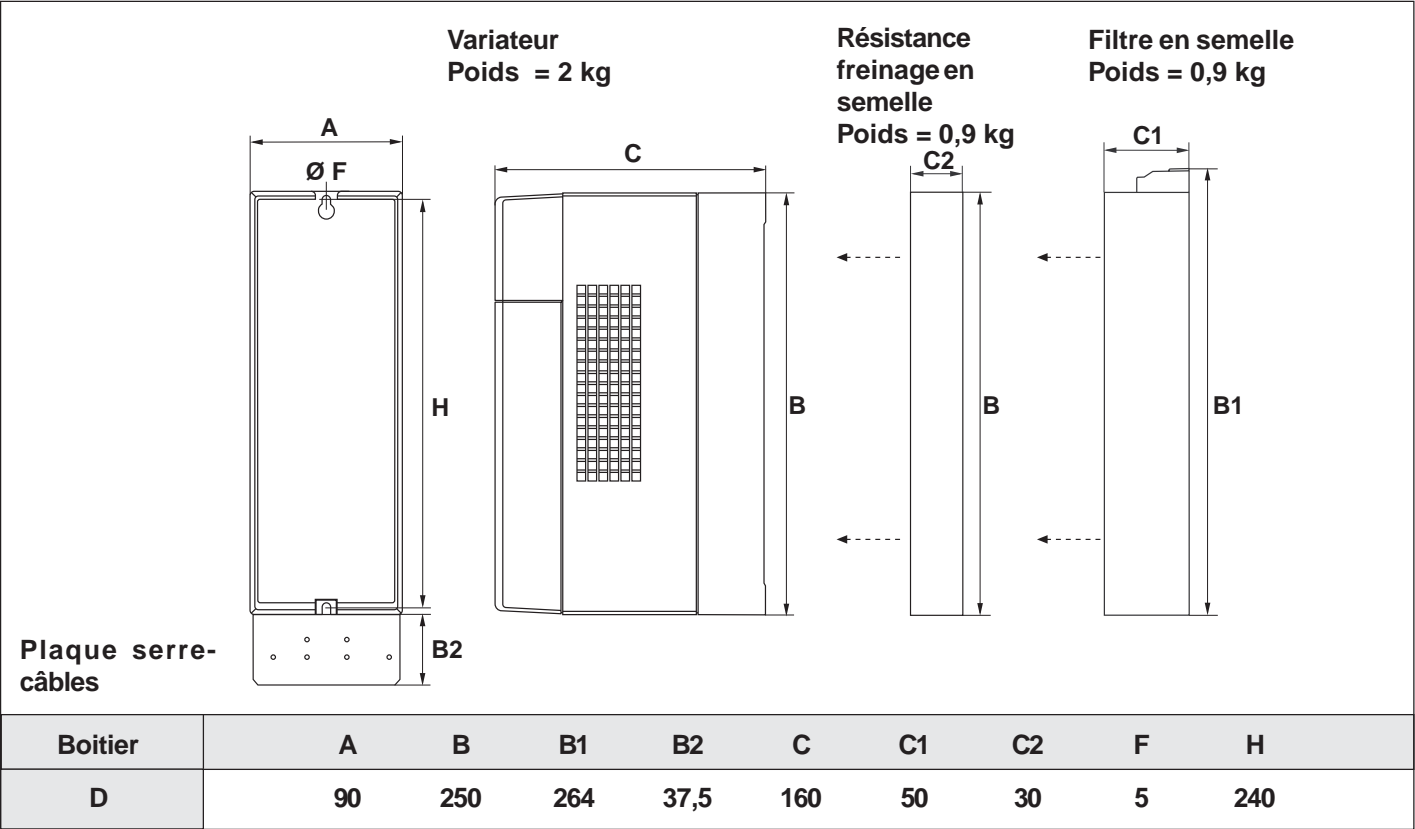 Variateur
Poids = 2 kg
Résistance
freinage en
semelle
Poids = 0,9 kg
Filtre en semelle
Poids = 0,9 kg
A
Ø F
C
C2
C1
H
B
B
B1
B2
Plaque serre-
câbles
Boitier A B B1 B2 C C1 C2 F H
D 90 250 264 37,5 160 50 30 5 240